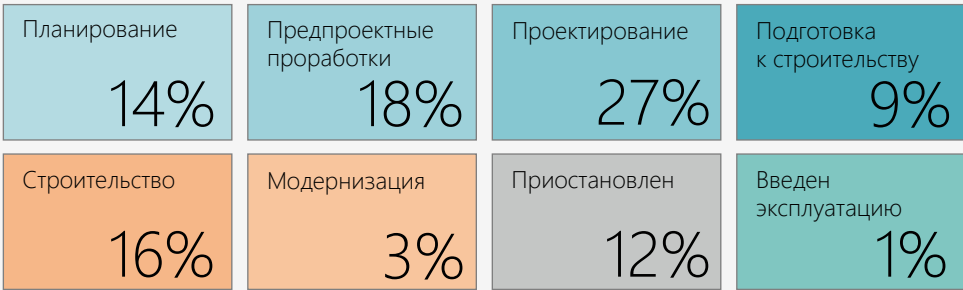 Планирование
14%
Предпроектные
проработки
18%
Проектирование
27%
Подготовка
к строительству
9%
Строительство
16%
Модернизация
3%
Приостановлен
12%
Введен
эксплуатацию
1%